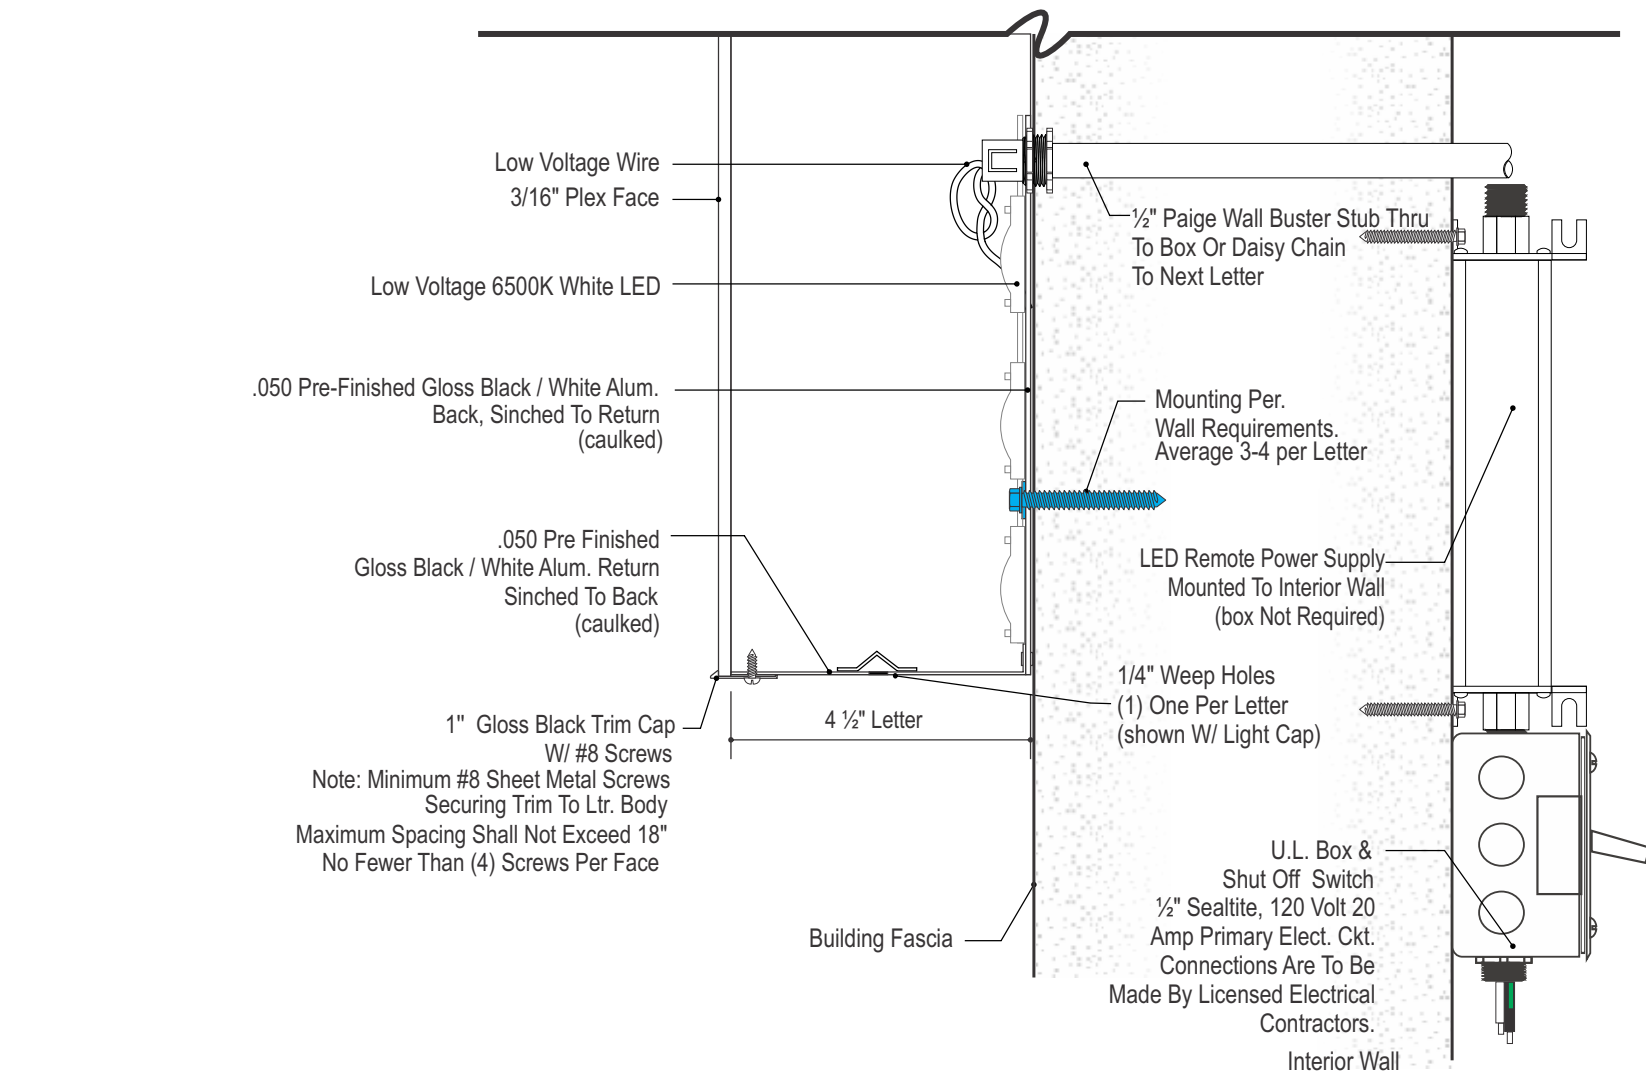 Low Voltage Wire
3/16" Plex Face
Low Voltage 6500K White LED
.050 Pre-Finished Gloss Black / White Alum.
Back, Sinched To Return
(caulked)
.050 Pre Finished
Gloss Black / White Alum. Return
Sinched To Back
(caulked)
1" Gloss Black Trim Cap
W/ #8 Screws
Note: Minimum #8 Sheet Metal Screws
Securing Trim To Ltr. Body
Maximum Spacing Shall Not Exceed 18"
No Fewer Than (4) Screws Per Face
4 ½" Letter
Building Fascia
½" Paige Wall Buster Stub Thru
To Box Or Daisy Chain
To Next Letter
Mounting Per.
Wall Requirements.
Average 3-4 per Letter
LED Remote Power Supply
Mounted To Interior Wall
(box Not Required)
1/4" Weep Holes
(1) One Per Letter
(shown W/ Light Cap)
U.L. Box &
Shut Off Switch
½" Sealtite, 120 Volt 20
Amp Primary Elect. Ckt.
Connections Are To Be
Made By Licensed Electrical
Contractors.
Interior Wall